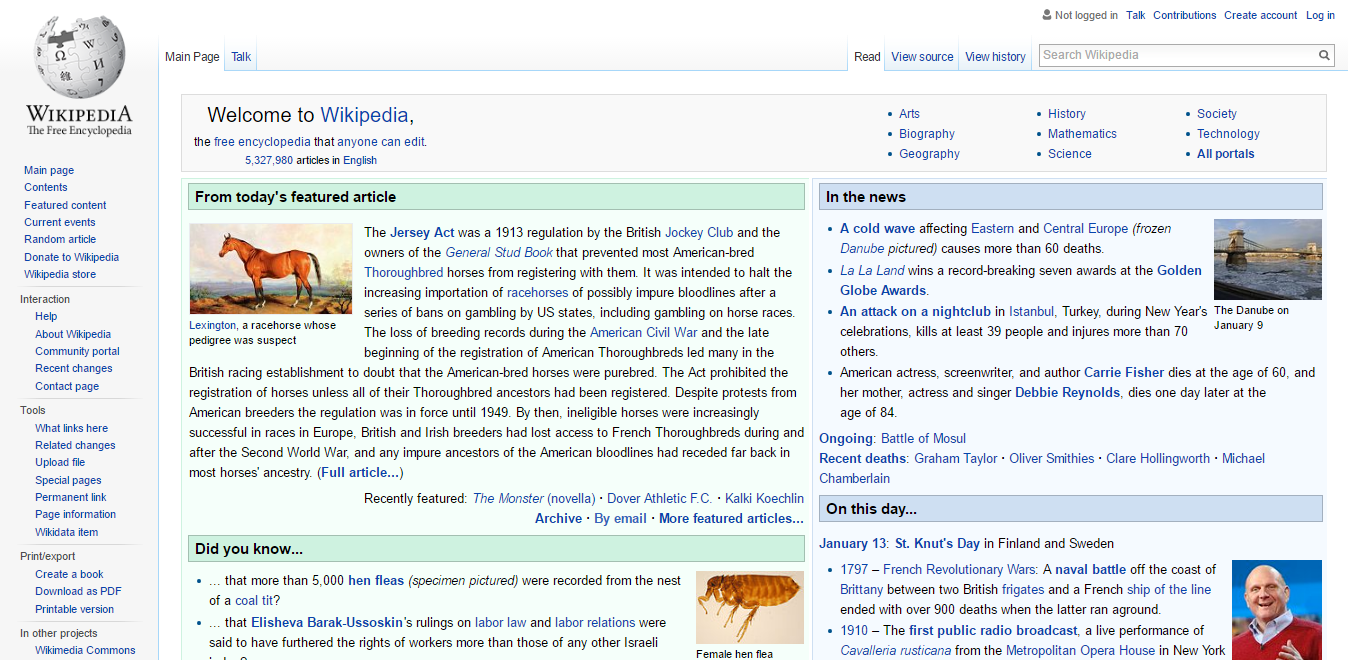 Not logged in Talk Contributions Create account Log in
Main Page Talk
Read View source View history
Search Wikipedia
WIKIPEDIA
The Free Encyclopedia
Main page
Contents
Featured content
Current events
Random article
Donate to Wikipedia
Wikipedia store
Interaction
Help
About Wikipedia
Community portal
Recent changes
Contact page
Tools
What links here
Related changes
Upload file
Special pages
Permanent link
Page information
Wikidata item
Print/export
Create a book
Download as PDF
Printable version
In other projects
Wikimedia Commons
Welcome to Wikipedia,
the free encyclopedia that anyone can edit.
5,327,980 articles in English
• Arts
• Biography
• Geography
• History
• Mathematics
• Science
• Society
• Technology
• All portals
From today's featured article
Lexington, a racehorse whose
pedigree was suspect
The Jersey Act was a 1913 regulation by the British Jockey Club and the
owners of the General Stud Book that prevented most American-bred
Thoroughbred horses from registering with them. It was intended to halt the
increasing importation of racehorses of possibly impure bloodlines after a
series of bans on gambling by US states, including gambling on horse races.
The loss of breeding records during the American Civil War and the late
beginning of the registration of American Thoroughbreds led many in the
British racing establishment to doubt that the American-bred horses were purebred. The Act prohibited the
registration of horses unless all of their Thoroughbred ancestors had been registered. Despite protests from
American breeders the regulation was in force until 1949. By then, ineligible horses were increasingly
successful in races in Europe, British and Irish breeders had lost access to French Thoroughbreds during and
after the Second World War, and any impure ancestors of the American bloodlines had receded far back in
most horses' ancestry. (Full article...)
Recently featured: The Monster (novella) · Dover Athletic F.C. · Kalki Koechlin
Archive · By email · More featured articles...
Did you know...
• ... that more than 5,000 hen fleas (specimen pictured) were recorded from the nest
of a coal tit?
• ... that Elisheva Barak-Ussoskin's rulings on labor law and labor relations were
said to have furthered the rights of workers more than those of any other Israeli
Female hen flea
In the news
• A cold wave affecting Eastern and Central Europe (frozen
Danube pictured) causes more than 60 deaths.
• La La Land wins a record-breaking seven awards at the Golden
Globe Awards.
• An attack on a nightclub in Istanbul, Turkey, during New Year's
celebrations, kills at least 39 people and injures more than 70
others.
• American actress, screenwriter, and author Carrie Fisher dies at the age of 60, and
her mother, actress and singer Debbie Reynolds, dies one day later at the
age of 84.
The Danube on
January 9
Ongoing: Battle of Mosul
Recent deaths: Graham Taylor · Oliver Smithies · Clare Hollingworth · Michael
Chamberlain
On this day...
January 13: St. Knut's Day in Finland and Sweden
• 1797 – French Revolutionary Wars: A naval battle off the coast of
Brittany between two British frigates and a French ship of the line
ended with over 900 deaths when the latter ran aground.
• 1910 – The first public radio broadcast, a live performance of
Cavalleria rusticana from the Metropolitan Opera House in New York